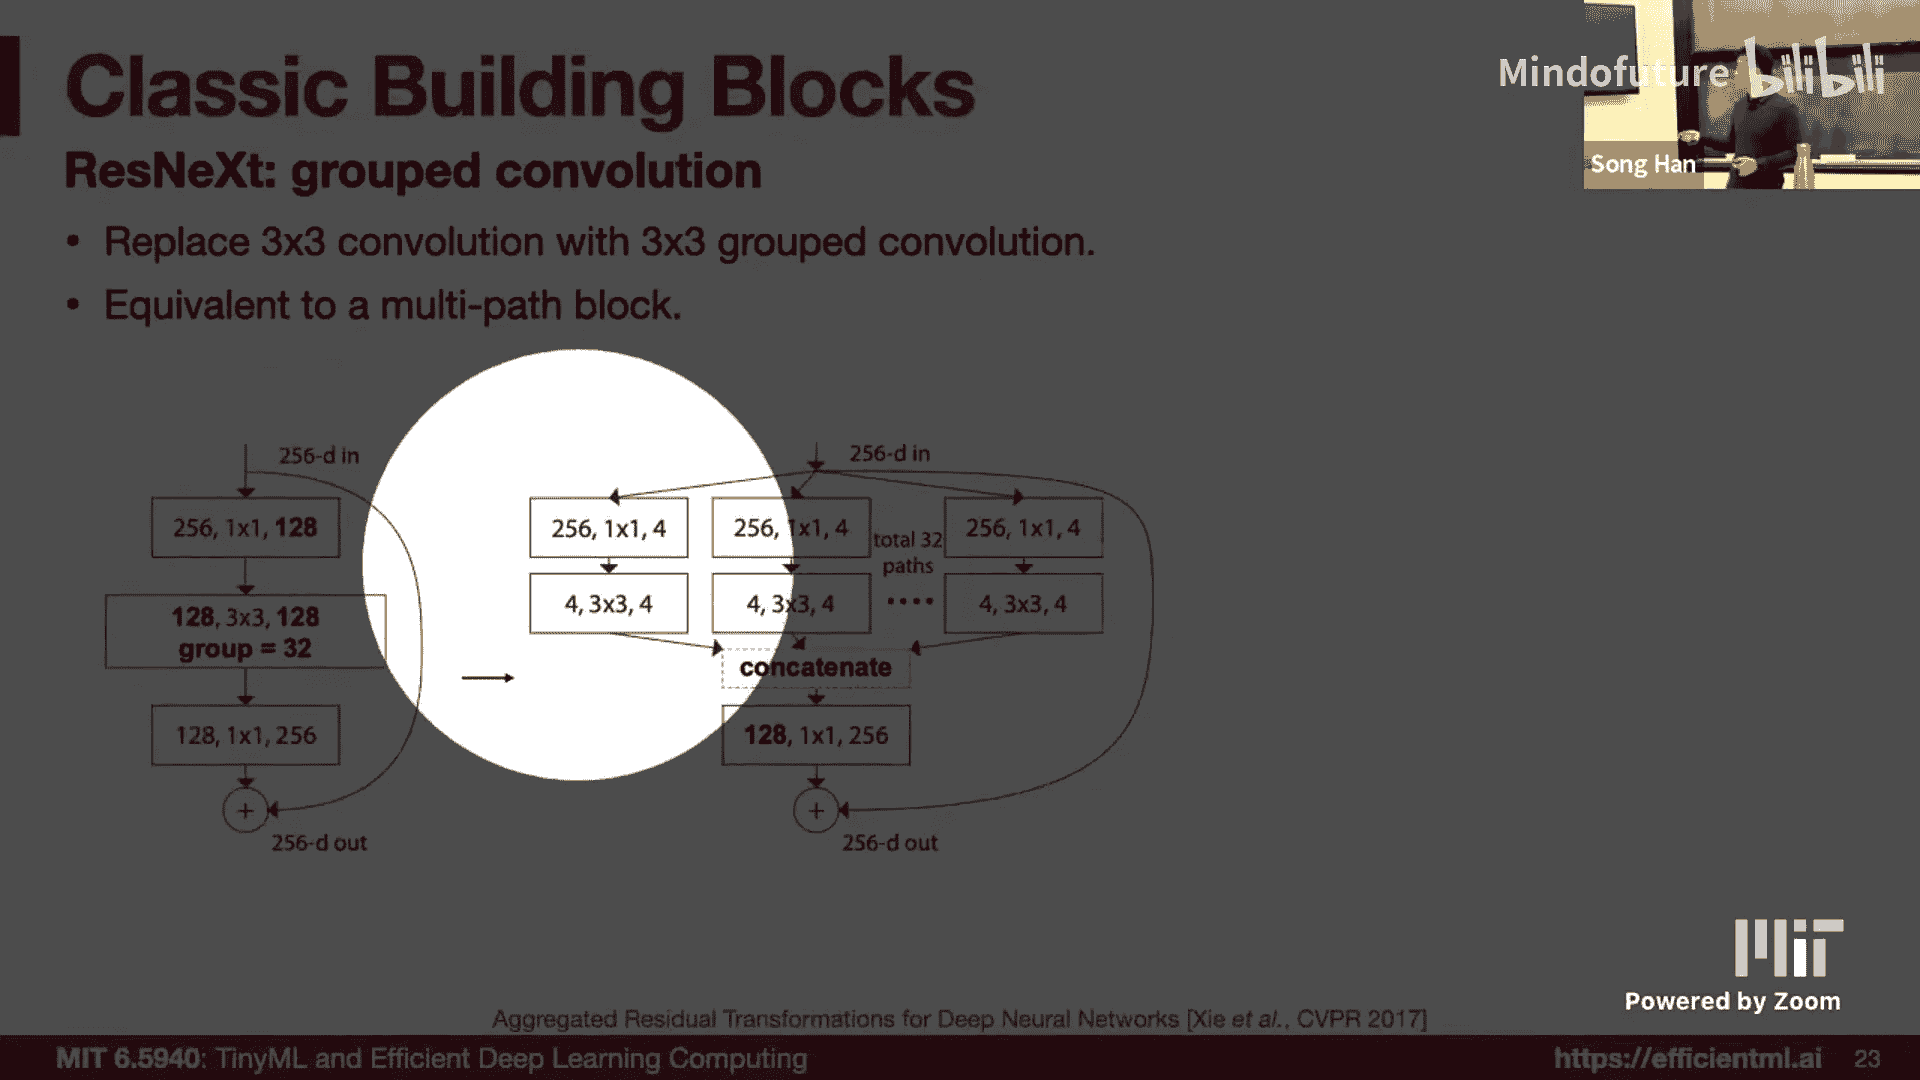 Classic Building Blocks
Mindofuture bilibili
Song Han
ResNeXt: grouped convolution
• Replace 3x3 convolution with 3x3 grouped convolution.
• Equivalent to a multi-path block.
256-d in
256, 1x1, 128
128, 3x3, 128
group = 32
128, 1x1, 256
+
256-d out
256-d in
256, 1x1, 4
256, 1x1, 4
total 32
paths
256, 1x1, 4
4, 3x3, 4
4, 3x3, 4
••••
4, 3x3, 4
concatenate
128, 1x1, 256
+
256-d out
MIT
Powered by Zoom
Aggregated Residual Transformations for Deep Neural Networks [Xie et al., CVPR 2017]
MIT 6.5940: TinyML and Efficient Deep Learning Computing
https://efficientml.ai
23